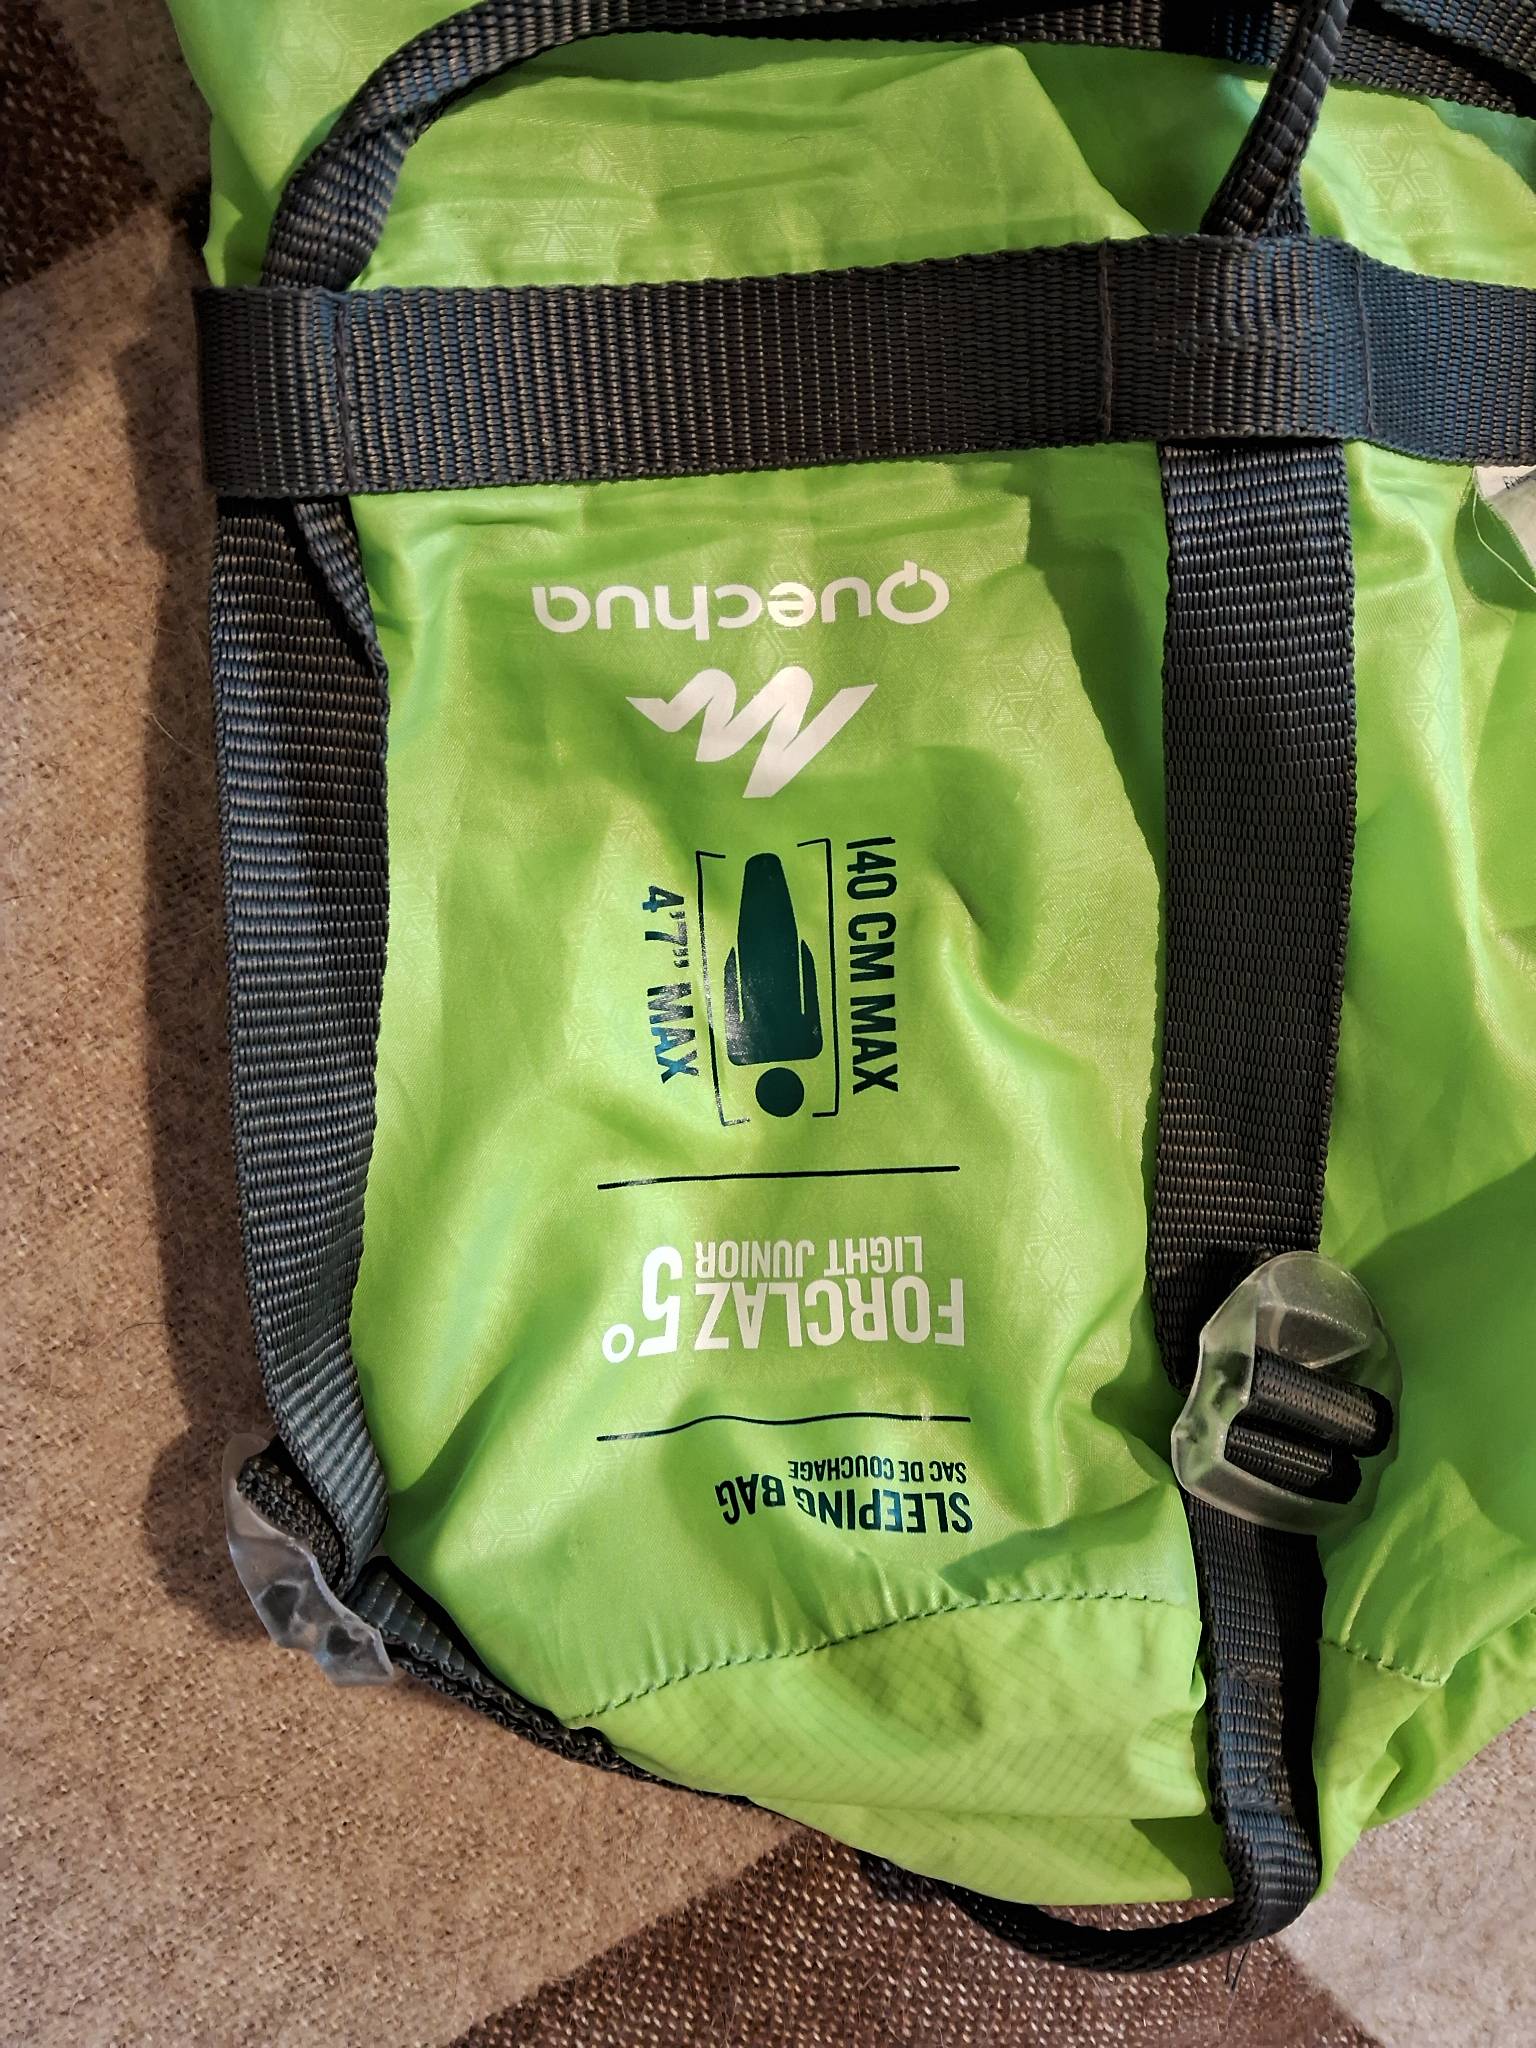 Quechua
140 CM MAX
4'7" MAX
FORCLAZ 5°
LIGHT JUNIOR
SLEEPING BAG
SAC DE COUCHAGE